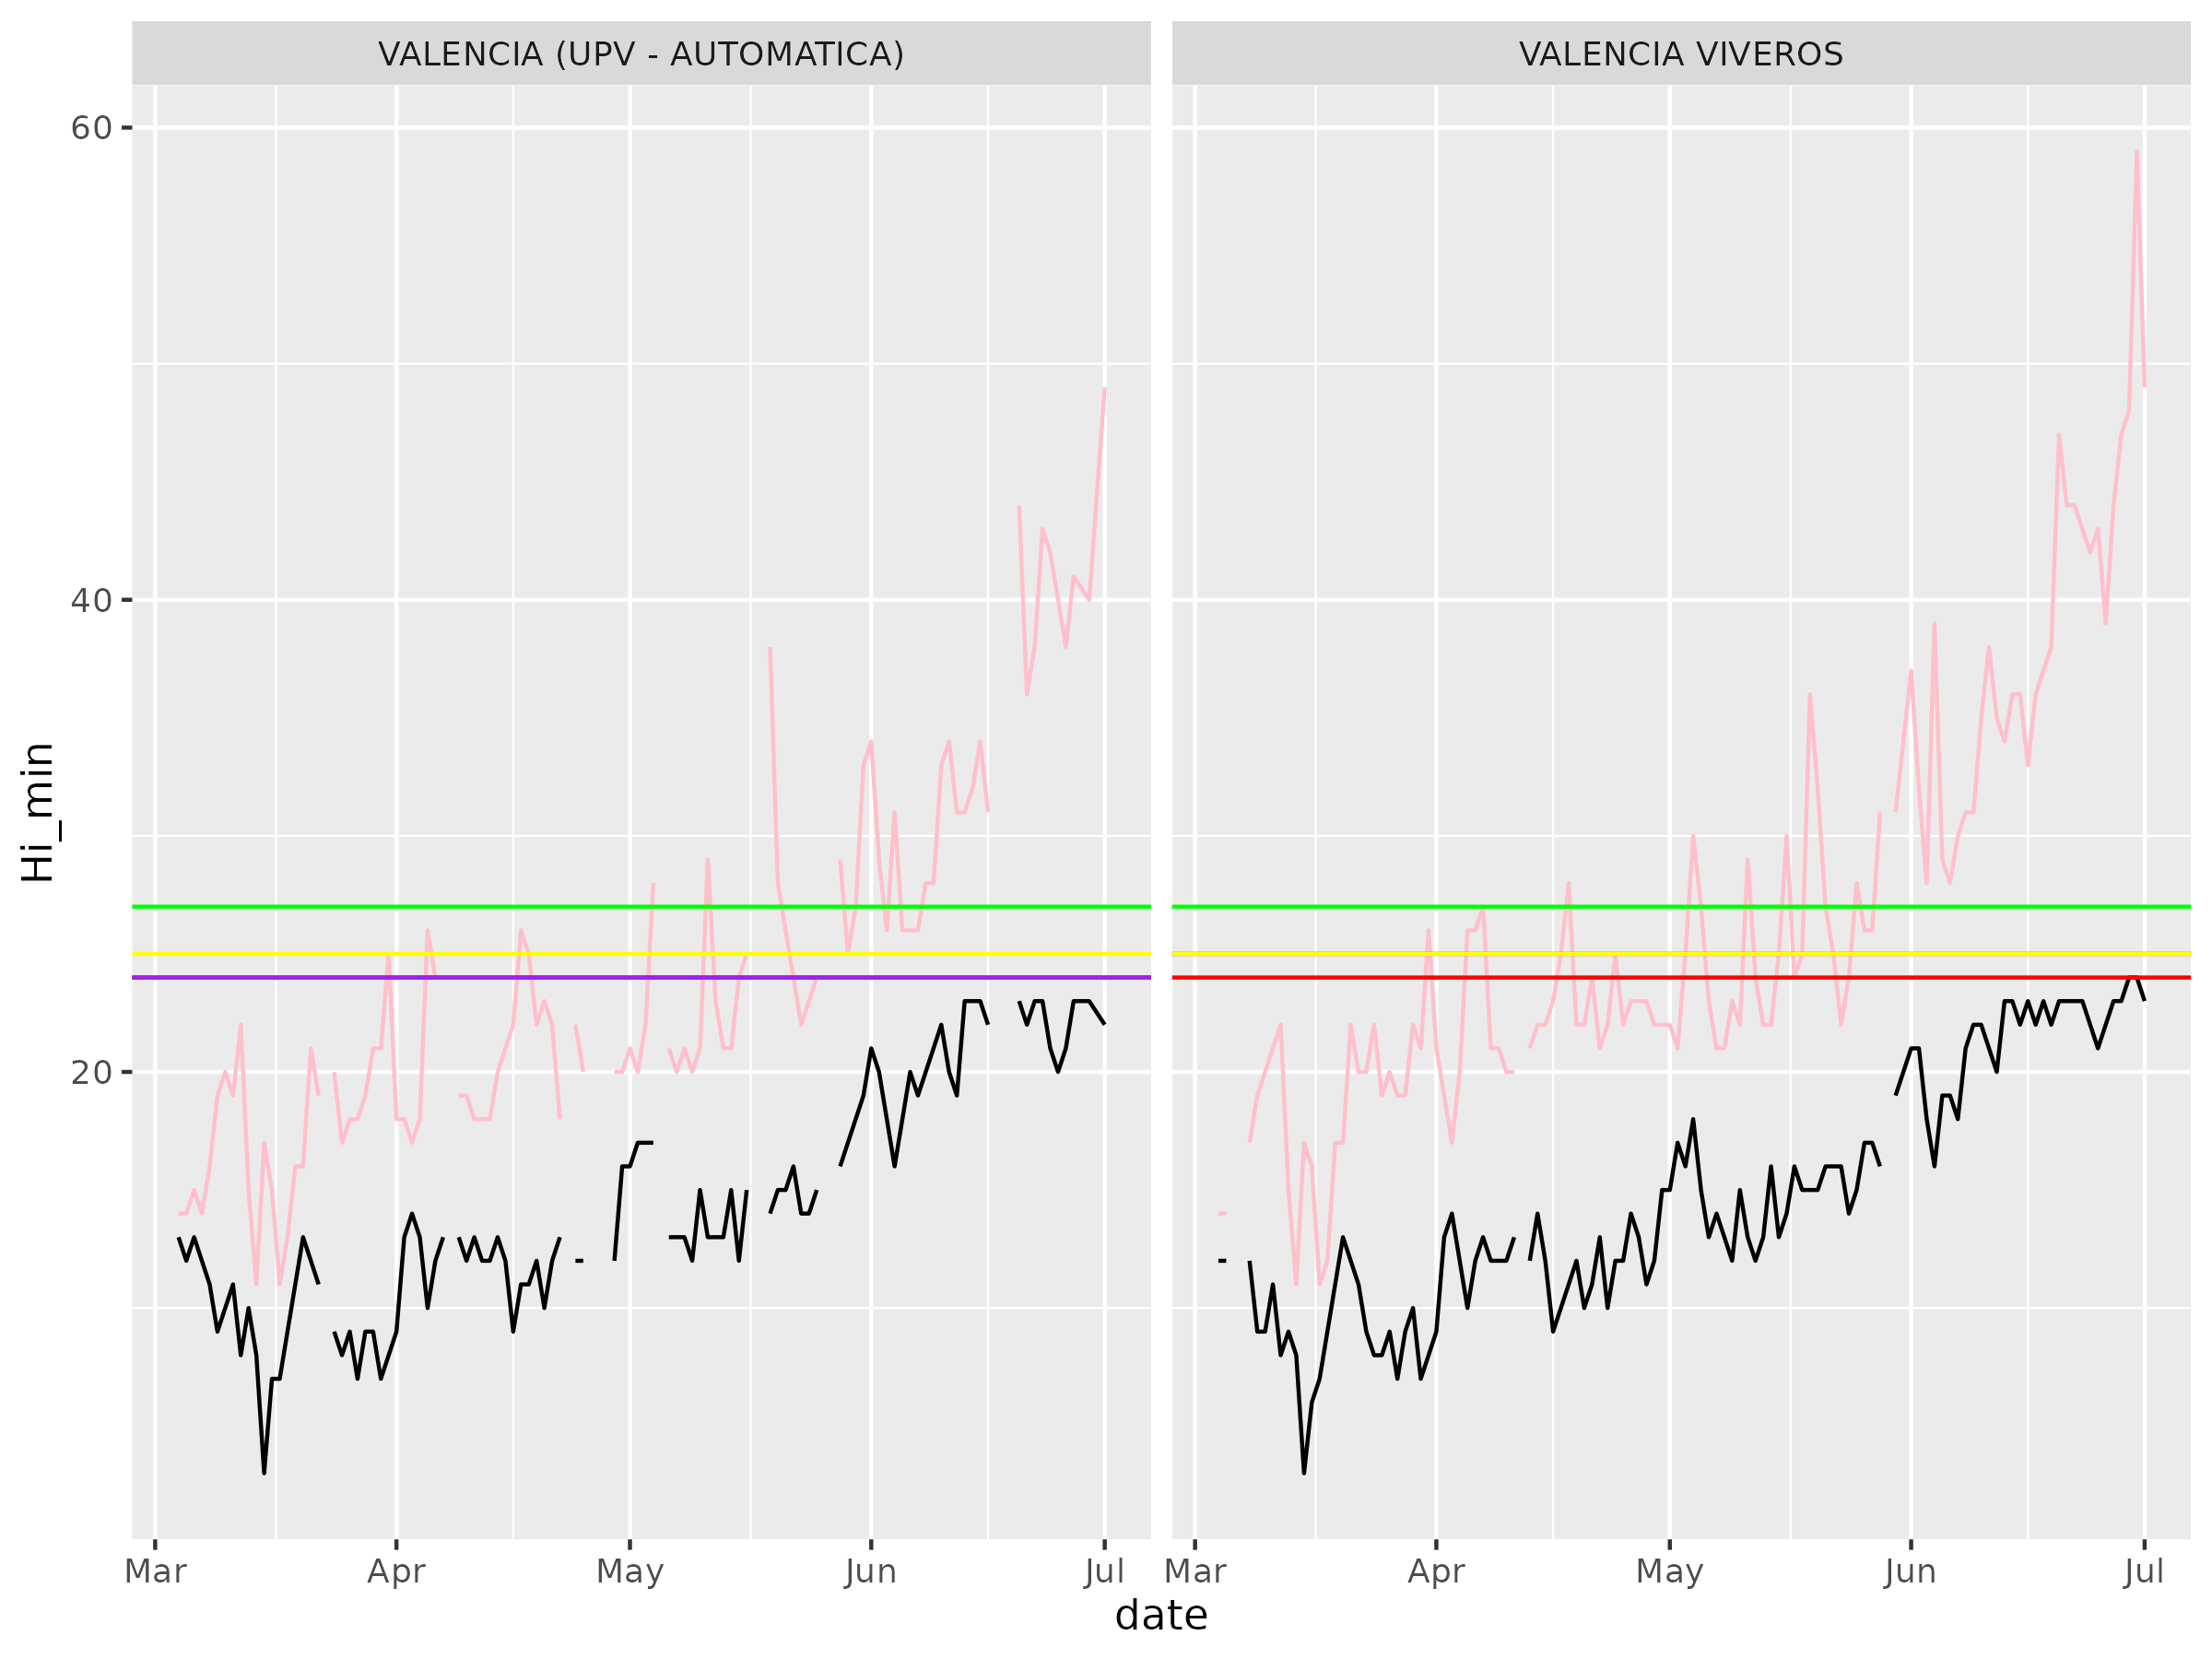 VALENCIA (UPV - AUTOMATICA)
VALENCIA VIVEROS
60
40
20
Hi_min
Mar
Apr
May
Jun
Jul
Mar
Apr
May
Jun
Jul
date